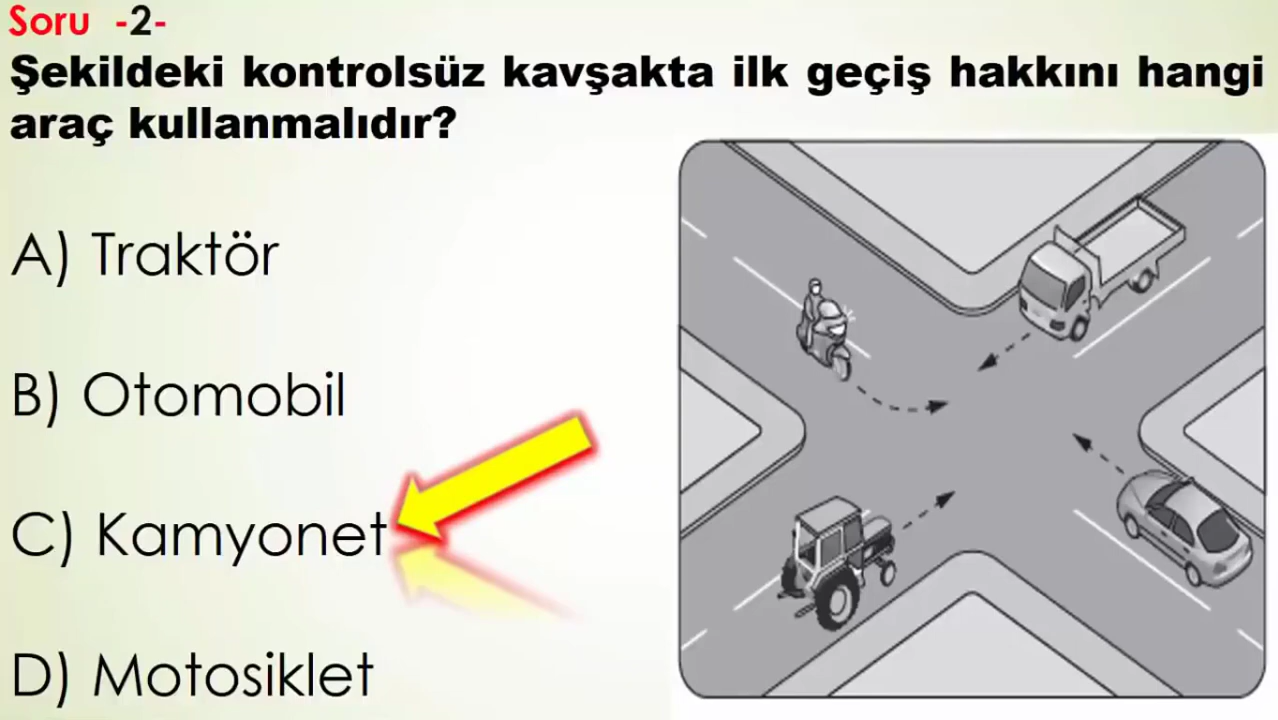 Soru -2-
Şekildeki kontrolsüz kavşakta ilk geçiş hakkını hangi
araç kullanmalıdır?
A) Traktör
B) Otomobil
C) Kamyonet
D) Motosiklet